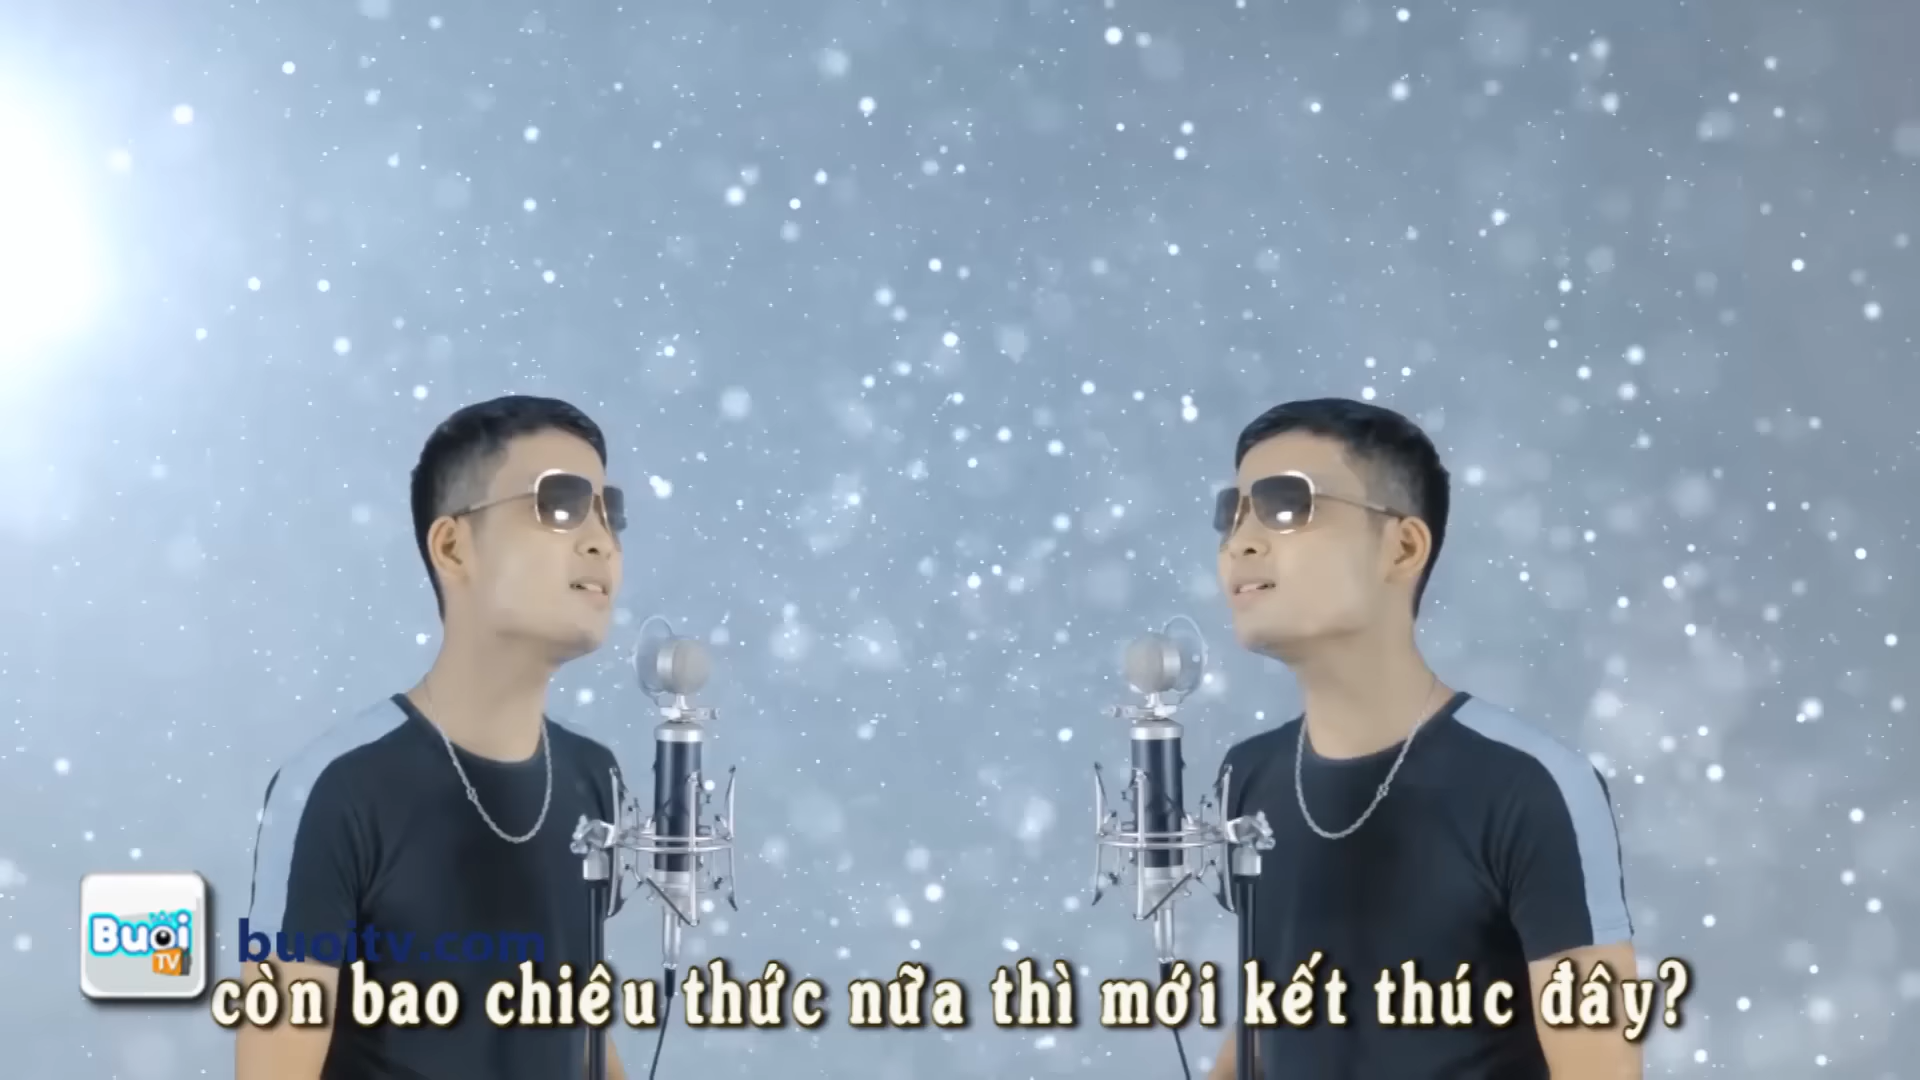 Buoi
TV
buoitv.com
còn bao chiêu thức nữa thì mới kết thúc đây?